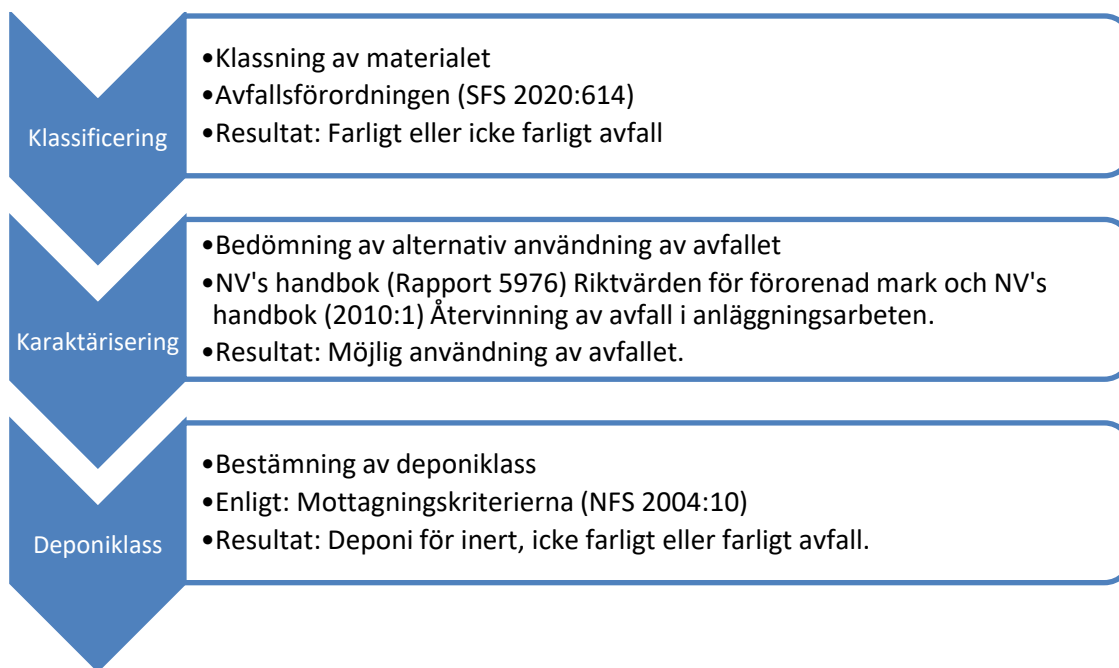 Klassificering
•Klassning av materialet
•Avfallsförordningen (SFS 2020:614)
•Resultat: Farligt eller icke farligt avfall
Karaktärisering
•Bedömning av alternativ användning av avfallet
•NV's handbok (Rapport 5976) Riktvärden för förorenad mark och NV's
handbok (2010:1) Återvinning av avfall i anläggningsarbeten.
•Resultat: Möjlig användning av avfallet.
Deponiklass
•Bestämning av deponiklass
•Enligt: Mottagningskriterierna (NFS 2004:10)
•Resultat: Deponi för inert, icke farligt eller farligt avfall.